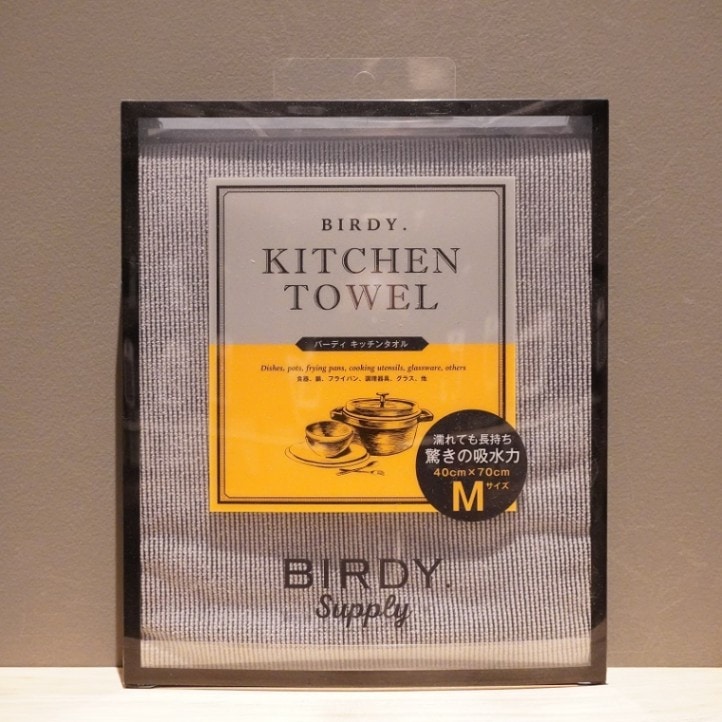 BIRDY.
KITCHEN
TOWEL
バーディ キッチンタオル
Dishes, pots, frying pans, cooking utensils, glassware, others
食器、鍋、フライパン、調理器具、グラス、他
濡れても長持ち
驚きの吸水力
40cm×70cm
Mサイズ
BIRDY.
Supply